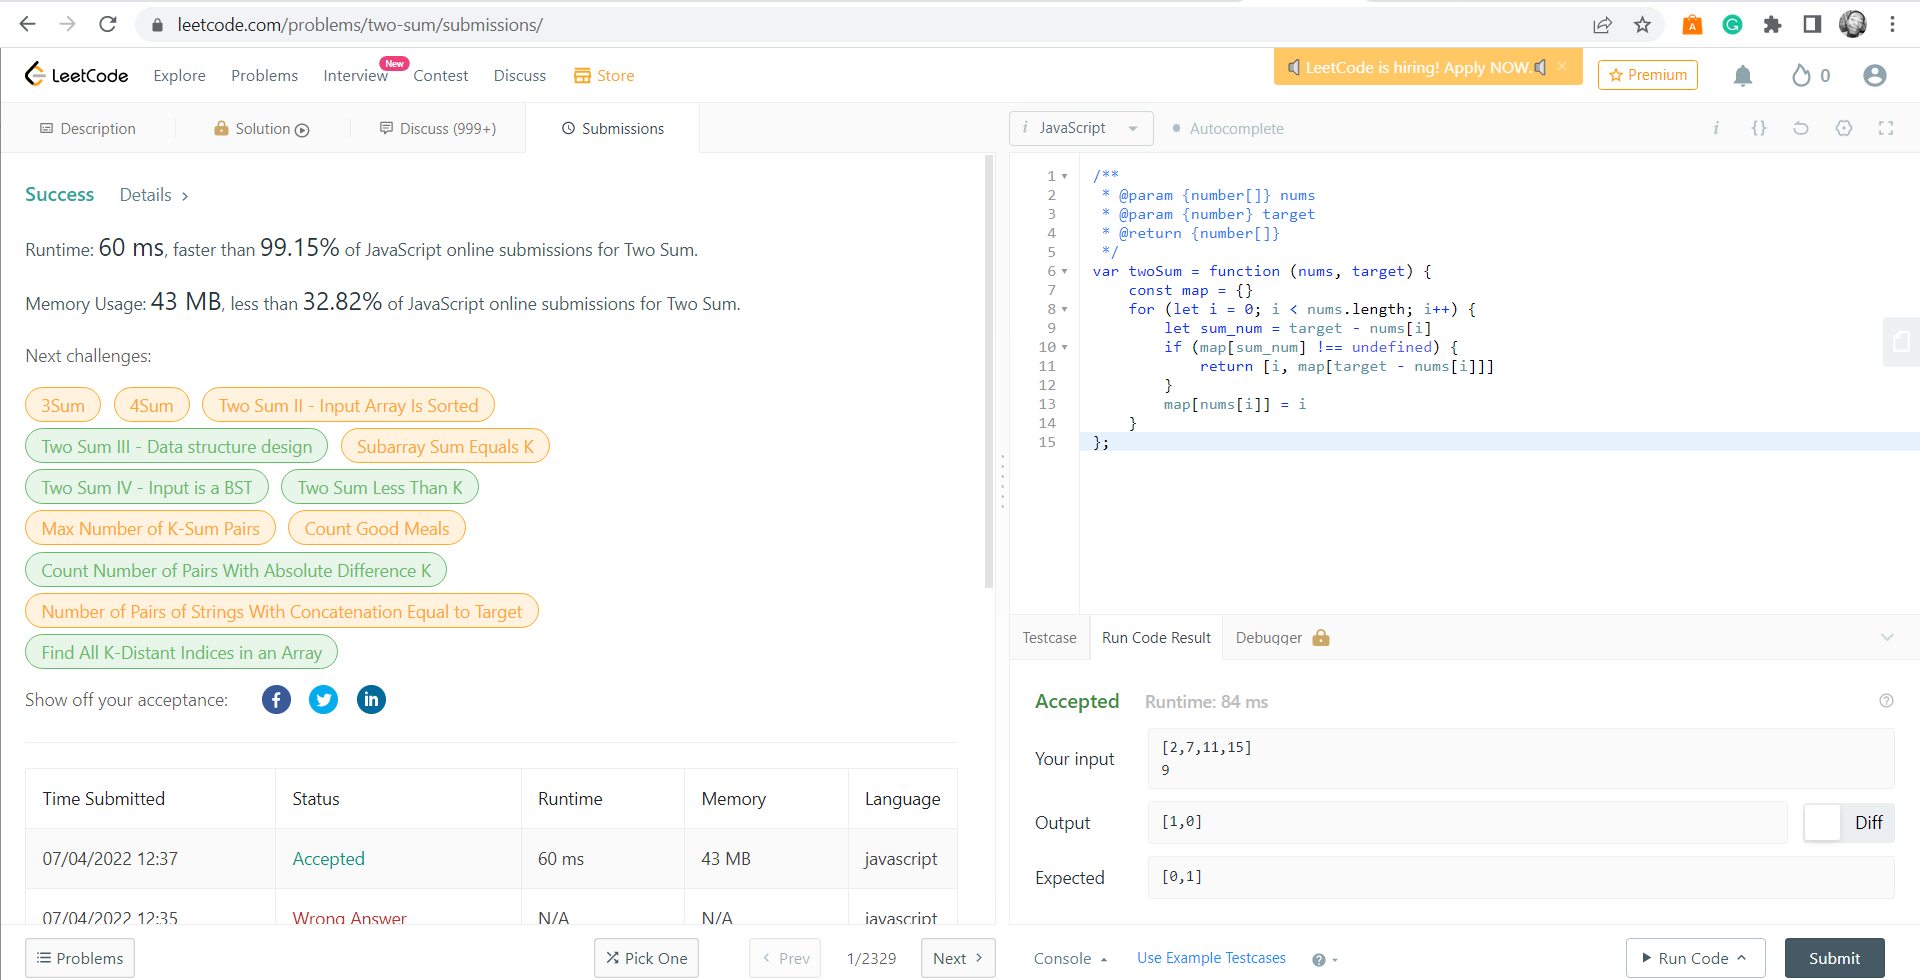 leetcode.com/problems/two-sum/submissions/
LeetCode Explore Problems Interview New Contest Discuss Store LeetCode is hiring! Apply NOW. Premium 0
Description Solution Discuss (999+) Submissions
Success Details
Runtime: 60 ms, faster than 99.15% of JavaScript online submissions for Two Sum.
Memory Usage: 43 MB, less than 32.82% of JavaScript online submissions for Two Sum.
Next challenges:
3Sum 4Sum Two Sum II - Input Array Is Sorted
Two Sum III - Data structure design Subarray Sum Equals K
Two Sum IV - Input is a BST Two Sum Less Than K
Max Number of K-Sum Pairs Count Good Meals
Count Number of Pairs With Absolute Difference K
Number of Pairs of Strings With Concatenation Equal to Target
Find All K-Distant Indices in an Array
Show off your acceptance:
Time Submitted Status Runtime Memory Language
07/04/2022 12:37 Accepted 60 ms 43 MB javascript
07/04/2022 12:35 Wrong Answer N/A N/A javascript
Problems Pick One < Prev 1/2329 Next >
i JavaScript Autocomplete i {}
1 /**
2 * @param {number[]} nums
3 * @param {number} target
4 * @return {number[]}
5 */
6 var twoSum = function (nums, target) {
7 const map = {}
8 for (let i = 0; i < nums.length; i++) {
9 let sum_num = target - nums[i]
10 if (map[sum_num] !== undefined) {
11 return [i, map[target - nums[i]]]
12 }
13 map[nums[i]] = i
14 }
15 };
Testcase Run Code Result Debugger
Accepted Runtime: 84 ms
Your input
[2,7,11,15]
9
Output [1,0] Diff
Expected [0,1]
Console Use Example Testcases Run Code Submit